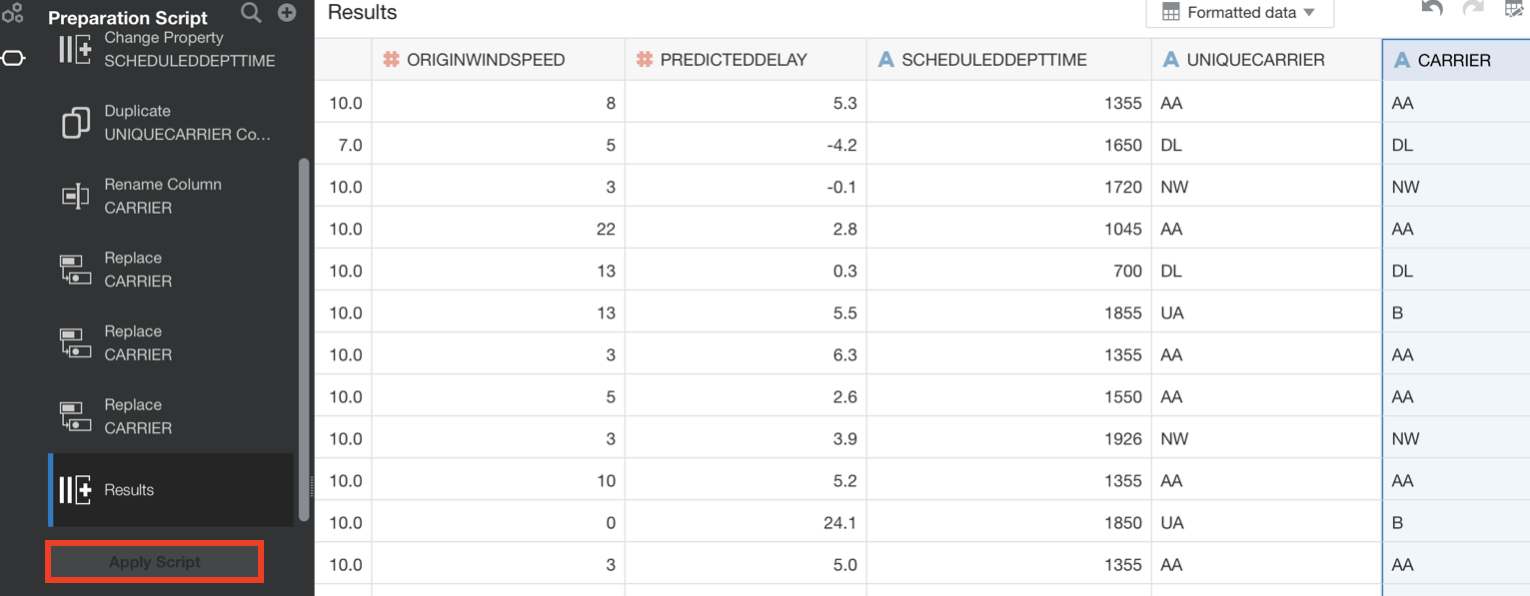 Preparation Script
Change Property
SCHEDULEDDEPTTIME
Duplicate
UNIQUECARRIER Co...
Rename Column
CARRIER
Replace
CARRIER
Replace
CARRIER
Replace
CARRIER
Results
Apply Script
Results
Formatted data
ORIGINWINDSPEED PREDICTEDDELAY SCHEDULEDDEPTTIME UNIQUECARRIER CARRIER
10.0 8 5.3 1355 AA AA
7.0 5 -4.2 1650 DL DL
10.0 3 -0.1 1720 NW NW
10.0 22 2.8 1045 AA AA
10.0 13 0.3 700 DL DL
10.0 13 5.5 1855 UA B
10.0 3 6.3 1355 AA AA
10.0 5 2.6 1550 AA AA
10.0 3 3.9 1926 NW NW
10.0 10 5.2 1355 AA AA
10.0 0 24.1 1850 UA B
10.0 3 5.0 1355 AA AA